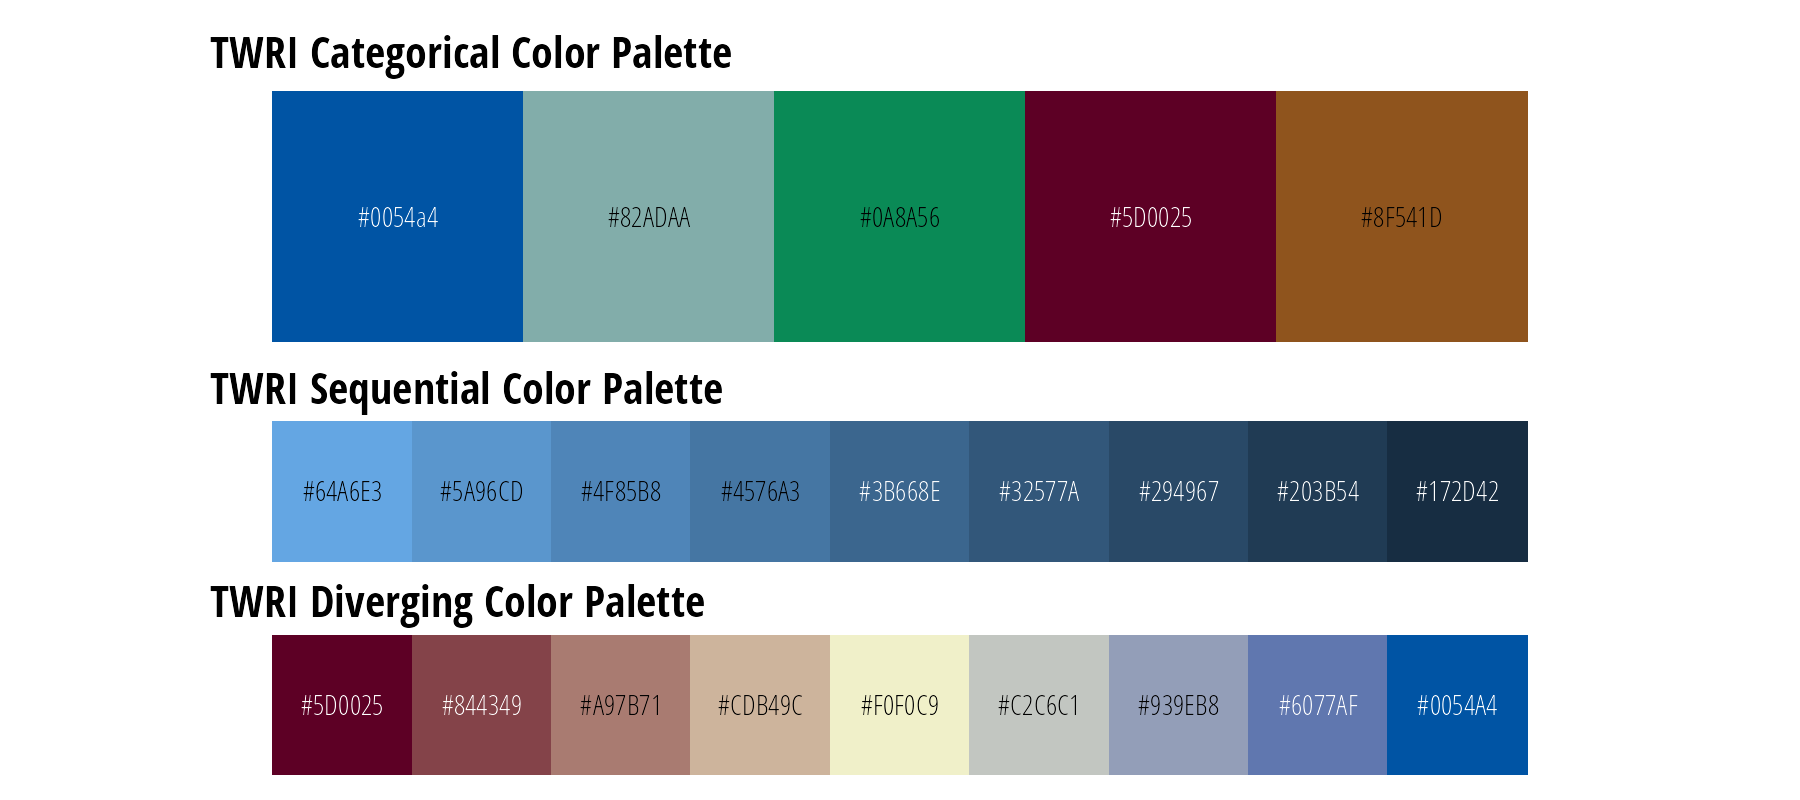 TWRI Categorical Color Palette
#0054a4 #82ADAA #0A8A56 #5D0025 #8F541D
TWRI Sequential Color Palette
#64A6E3 #5A96CD #4F85B8 #4576A3 #3B668E #32577A #294967 #203B54 #172D42
TWRI Diverging Color Palette
#5D0025 #844349 #A97B71 #CDB49C #F0F0C9 #C2C6C1 #939EB8 #6077AF #0054A4